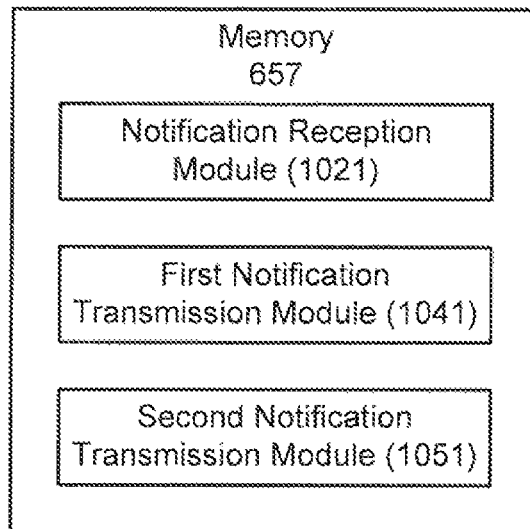 Memory
657
Notification Reception
Module (1021)
First Notification
Transmission Module (1041)
Second Notification
Transmission Module (1051)